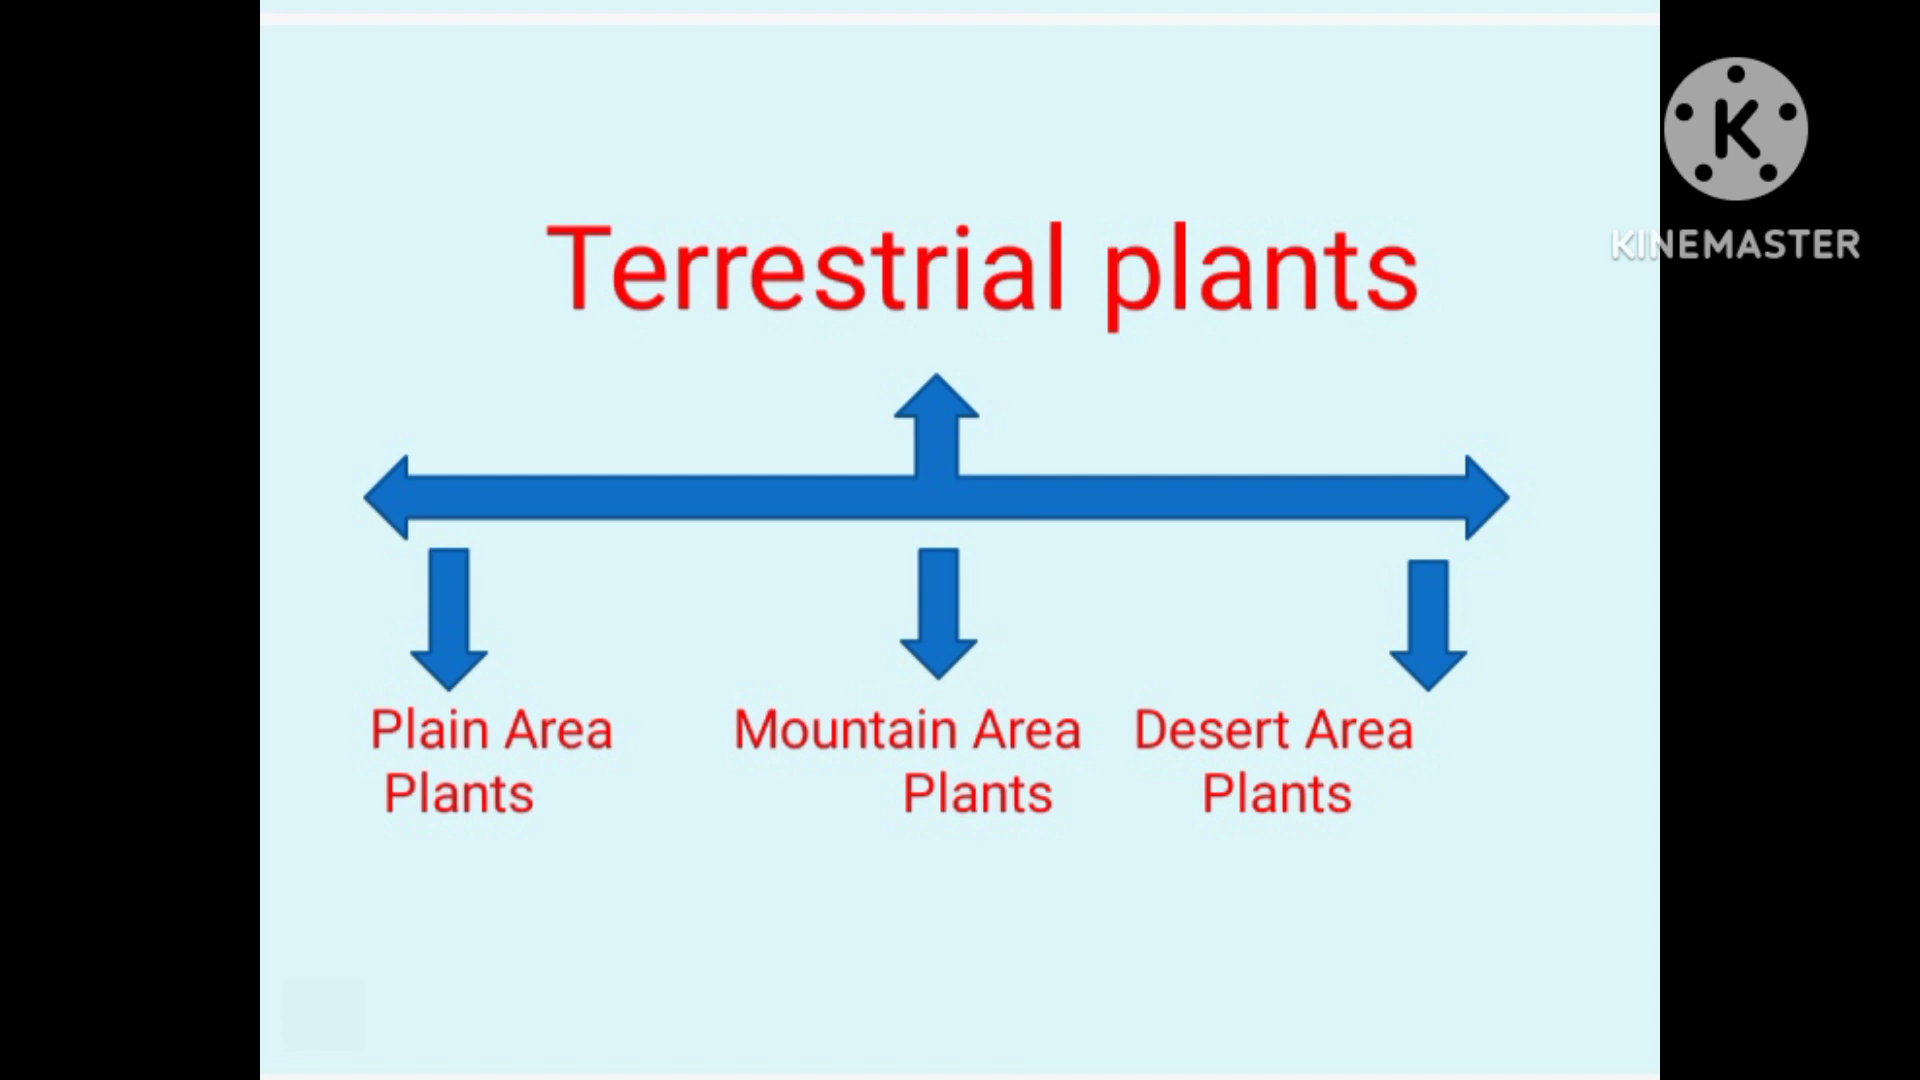 K
KINEMASTER
Terrestrial plants
Plain Area
Plants
Mountain Area
Plants
Desert Area
Plants